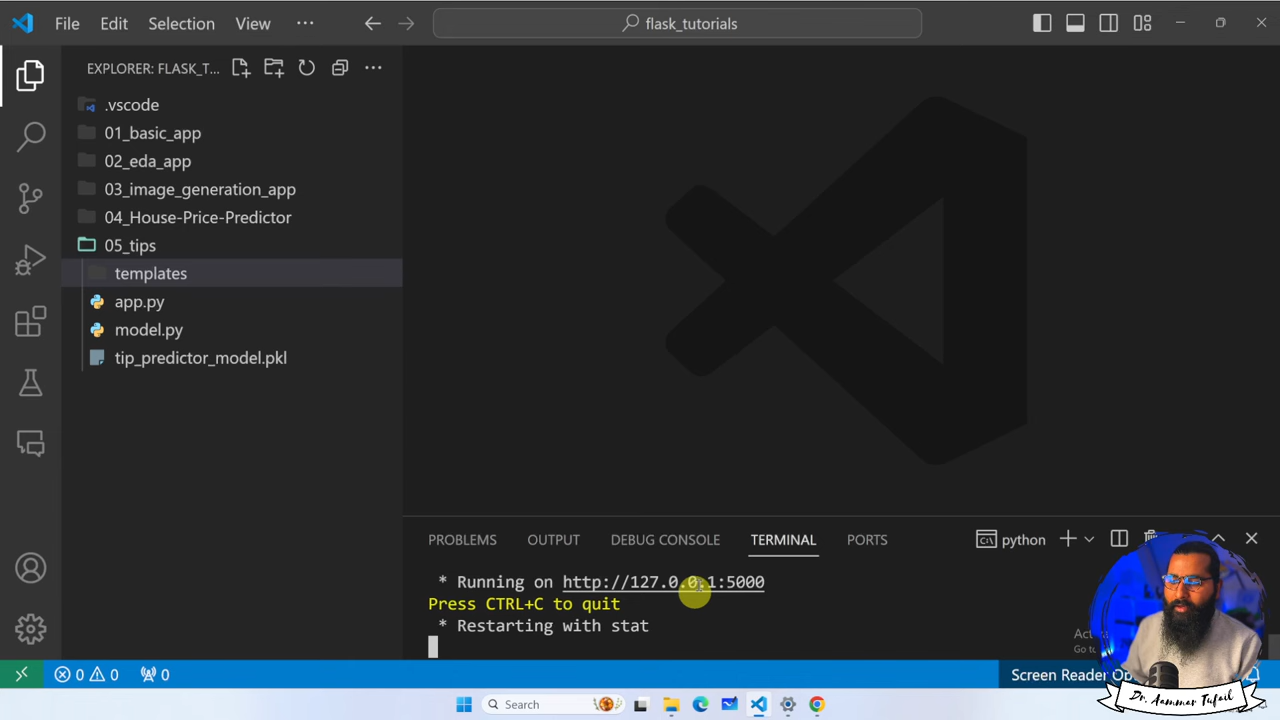 File Edit Selection View ··· flask_tutorials
EXPLORER: FLASK_T...
.vscode
01_basic_app
02_eda_app
03_image_generation_app
04_House-Price-Predictor
05_tips
templates
app.py
model.py
tip_predictor_model.pkl
PROBLEMS OUTPUT DEBUG CONSOLE TERMINAL PORTS python
* Running on http://127.0.0.1:5000
Press CTRL+C to quit
* Restarting with stat
0 0 0 Screen Reader
Search
Dr. Aammar Tufail